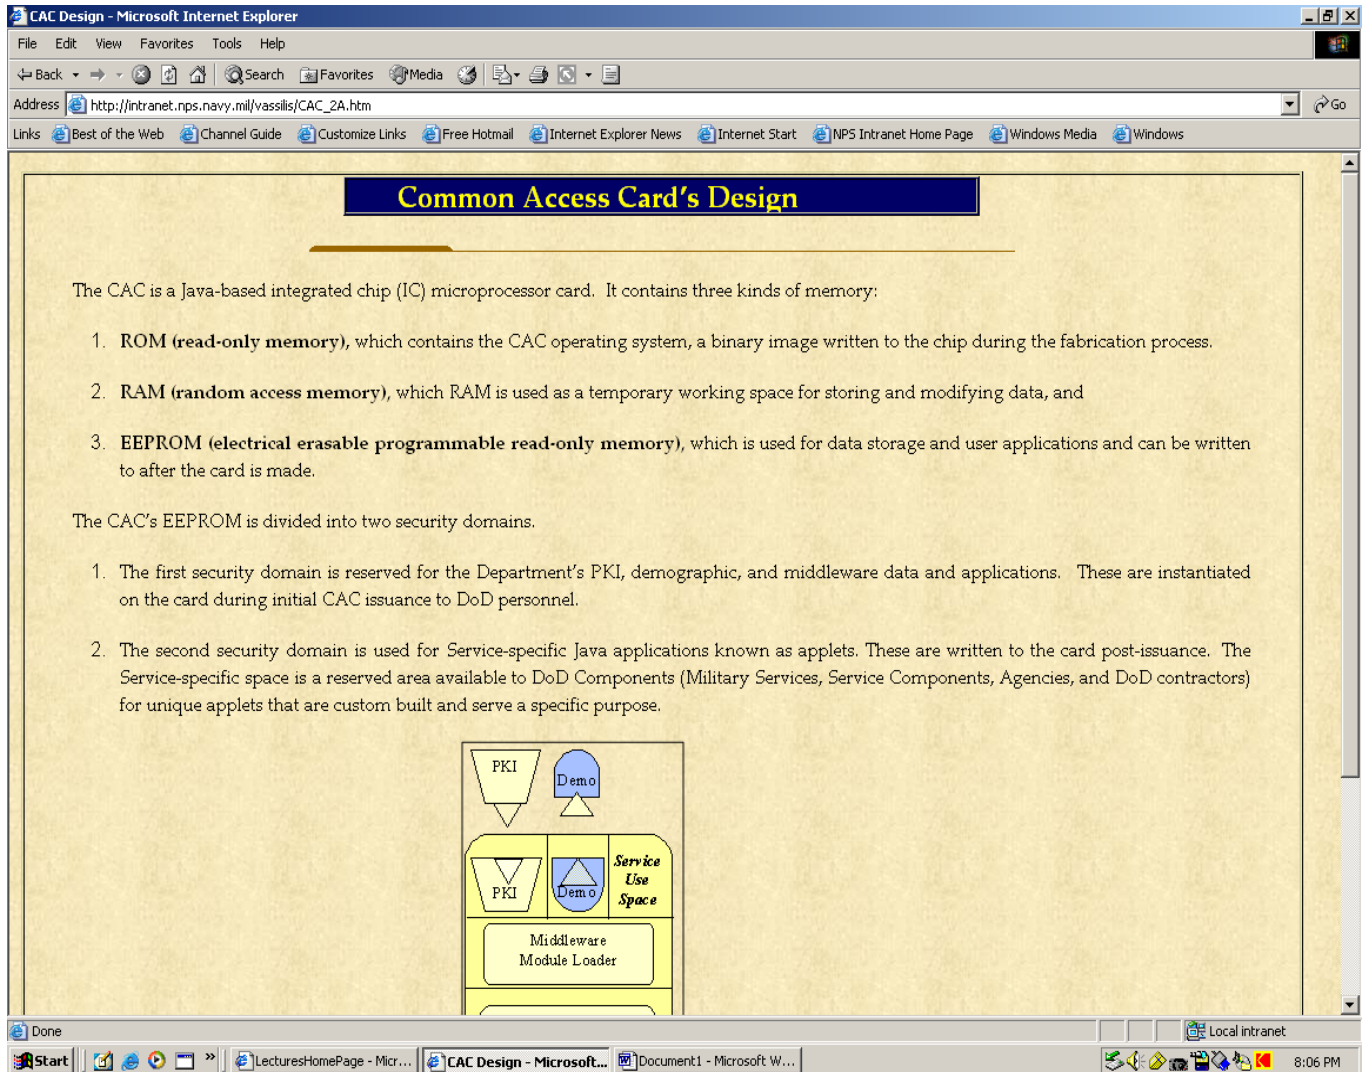 CAC Design - Microsoft Internet Explorer
File Edit View Favorites Tools Help
Back Search Favorites Media
Address http://intranet.nps.navy.mil/vassilis/CAC_2A.htm Go
Links Best of the Web Channel Guide Customize Links Free Hotmail Internet Explorer News Internet Start NPS Intranet Home Page Windows Media Windows
Common Access Card's Design
The CAC is a Java-based integrated chip (IC) microprocessor card. It contains three kinds of memory:
1. ROM (read-only memory), which contains the CAC operating system, a binary image written to the chip during the fabrication process.
2. RAM (random access memory), which RAM is used as a temporary working space for storing and modifying data, and
3. EEPROM (electrical erasable programmable read-only memory), which is used for data storage and user applications and can be written
to after the card is made.
The CAC's EEPROM is divided into two security domains.
1. The first security domain is reserved for the Department's PKI, demographic, and middleware data and applications. These are instantiated
on the card during initial CAC issuance to DoD personnel.
2. The second security domain is used for Service-specific Java applications known as applets. These are written to the card post-issuance. The
Service-specific space is a reserved area available to DoD Components (Military Services, Service Components, Agencies, and DoD contractors)
for unique applets that are custom built and serve a specific purpose.
PKI
Demo
PKI
Demo
Service
Use
Space
Middleware
Module Loader
Done Local intranet
Start » LecturesHomePage - Micr... CAC Design - Microsoft... Document1 - Microsoft W... 8:06 PM